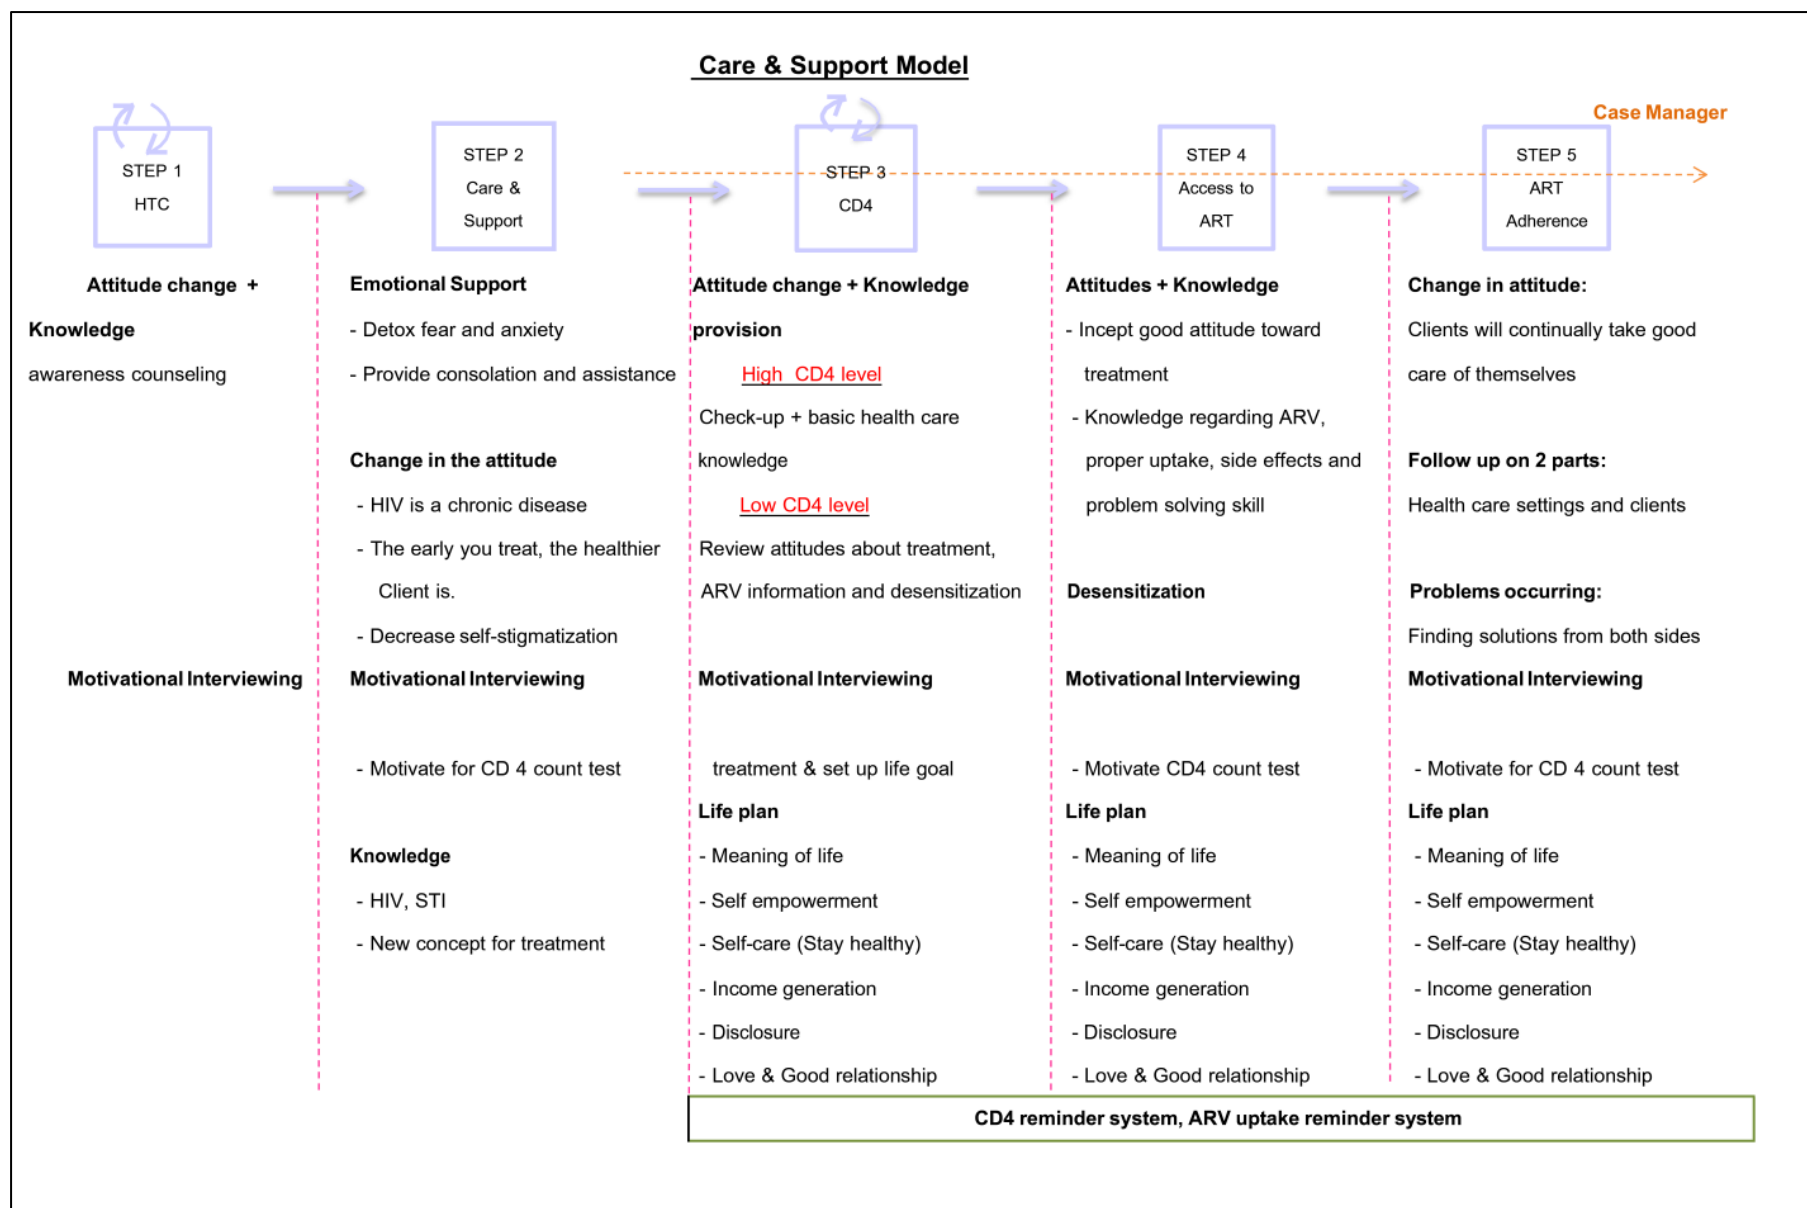 Care & Support Model
Case Manager
STEP 1
HTC
STEP 2
Care &
Support
STEP 3
CD4
STEP 4
Access to
ART
STEP 5
ART
Adherence
Attitude change +
Knowledge
awareness counseling
Motivational Interviewing
Emotional Support
- Detox fear and anxiety
- Provide consolation and assistance
Change in the attitude
- HIV is a chronic disease
- The early you treat, the healthier
Client is.
- Decrease self-stigmatization
Motivational Interviewing
- Motivate for CD 4 count test
Knowledge
- HIV, STI
- New concept for treatment
Attitude change + Knowledge
provision
High CD4 level
Check-up + basic health care
knowledge
Low CD4 level
Review attitudes about treatment,
ARV information and desensitization
Motivational Interviewing
treatment & set up life goal
Life plan
- Meaning of life
- Self empowerment
- Self-care (Stay healthy)
- Income generation
- Disclosure
- Love & Good relationship
Attitudes + Knowledge
- Incept good attitude toward
treatment
- Knowledge regarding ARV,
proper uptake, side effects and
problem solving skill
Desensitization
Motivational Interviewing
- Motivate CD4 count test
Life plan
- Meaning of life
- Self empowerment
- Self-care (Stay healthy)
- Income generation
- Disclosure
- Love & Good relationship
Change in attitude:
Clients will continually take good
care of themselves
Follow up on 2 parts:
Health care settings and clients
Problems occurring:
Finding solutions from both sides
Motivational Interviewing
- Motivate for CD 4 count test
Life plan
- Meaning of life
- Self empowerment
- Self-care (Stay healthy)
- Income generation
- Disclosure
- Love & Good relationship
CD4 reminder system, ARV uptake reminder system